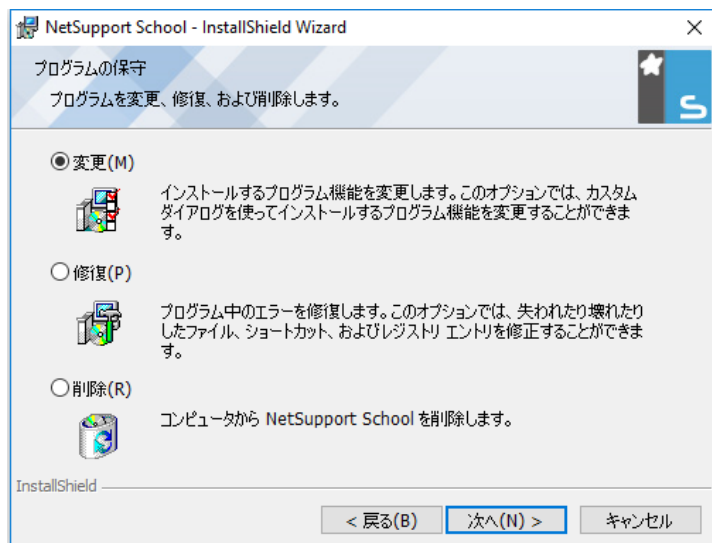 NetSupport School - InstallShield Wizard
プログラムの保守
プログラムを変更、修復、および削除します。
S
変更(M)
インストールするプログラム機能を変更します。このオプションでは、カスタム
ダイアログを使ってインストールするプログラム機能を変更することができま
す。
修復(P)
プログラム中のエラーを修復します。このオプションでは、失われたり壊れたり
したファイル、ショートカット、およびレジストリ エントリを修正することができま
す。
削除(R)
コンピュータから NetSupport School を削除します。
InstallShield
< 戻る(B)
次へ(N) >
キャンセル